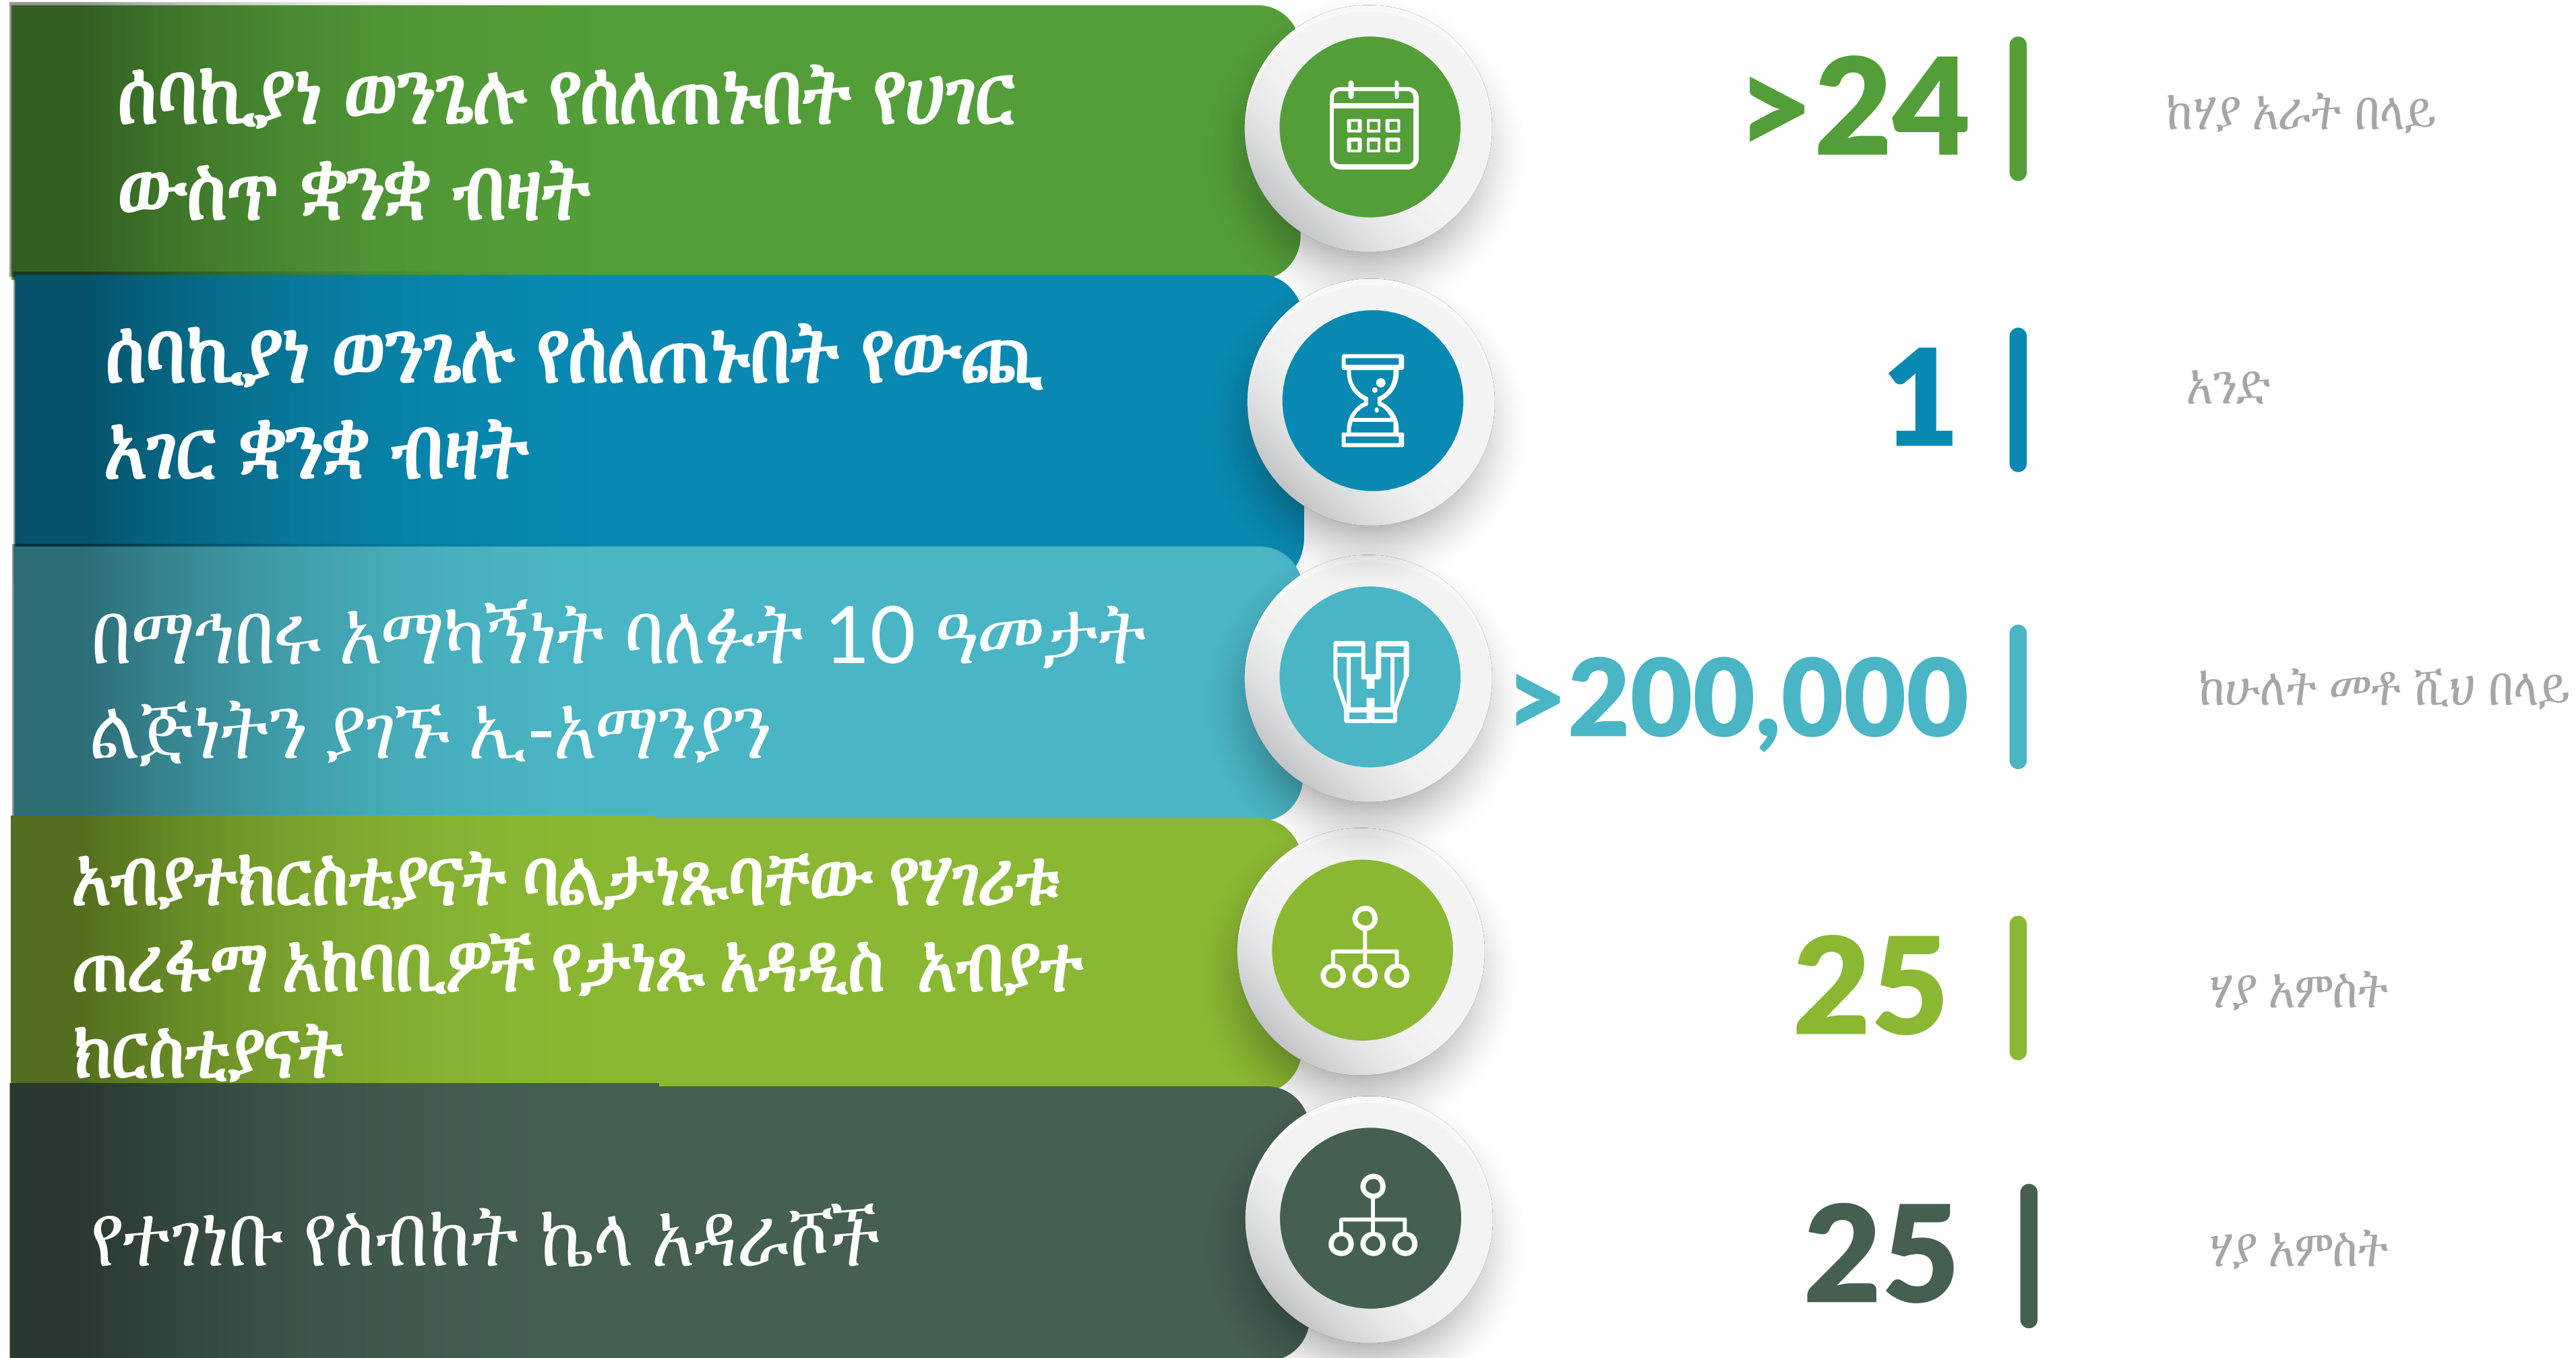 ሰባኪያነ ወንጌሉ የሰለጠኑበት የሀገር
ውስጥ ቋንቋ ብዛት
>24
ከሃያ አራት በላይ
ሰባኪያነ ወንጌሉ የሰለጠኑበት የውጪ
አገር ቋንቋ ብዛት
1
አንድ
በማኅበሩ አማካኝነት ባለፉት 10 ዓመታት
ልጅነትን ያገኙ ኢ-አማንያን
>200,000
ከሁለት መቶ ሺህ በላይ
አብያተክርስቲያናት ባልታነጹባቸው የሃገሪቱ
ጠረፋማ አከባቢዎች የታነጹ አዳዲስ አብያተ
ክርስቲያናት
25
ሃያ አምስት
የተገነቡ የስብከት ኬላ አዳራሾች
25
ሃያ አምስት